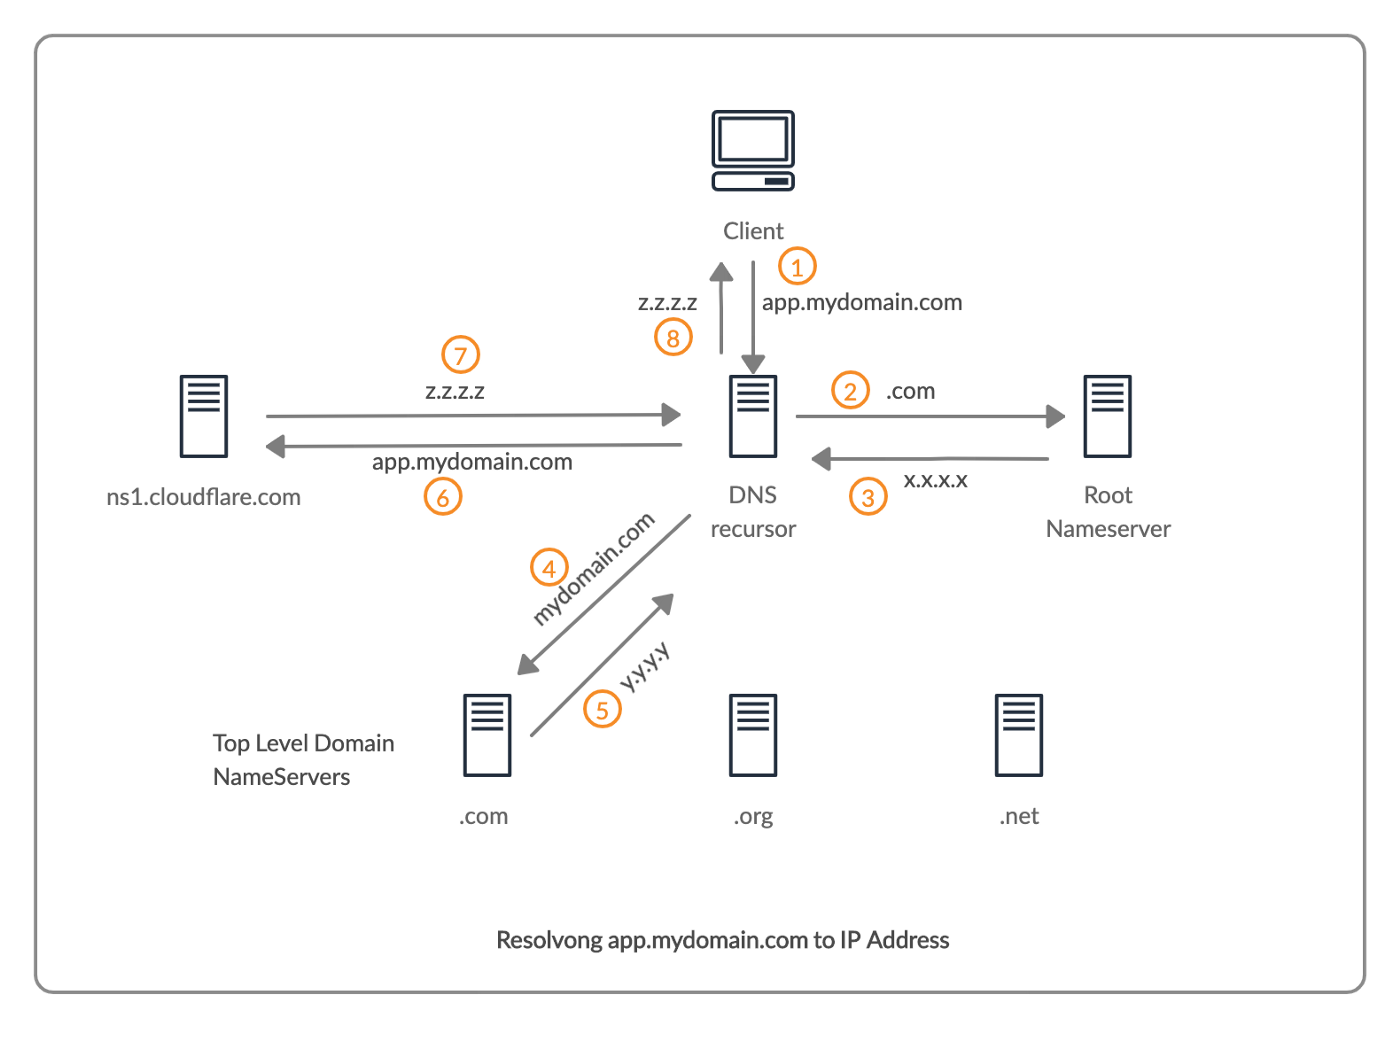 Client
1
z.z.z.z
app.mydomain.com
8
7
z.z.z.z
2
.com
app.mydomain.com
6
3
x.x.x.x
ns1.cloudflare.com
DNS
recursor
Root
Nameserver
4
mydomain.com
y.y.y.y
5
Top Level Domain
NameServers
.com
.org
.net
Resolvong app.mydomain.com to IP Address